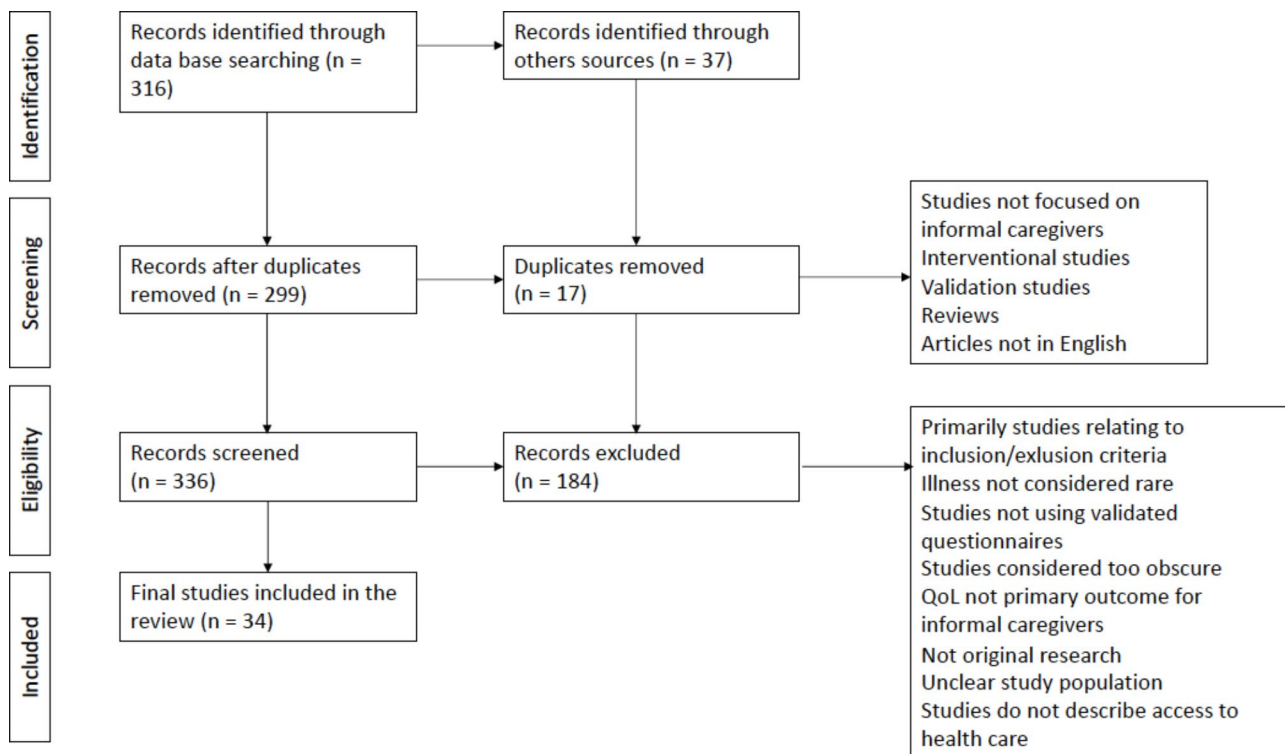 Identification
Records identified through
data base searching (n =
316)
Records identified through
others sources (n = 37)
Screening
Records after duplicates
removed (n = 299)
Duplicates removed
(n = 17)
Studies not focused on
informal caregivers
Interventional studies
Validation studies
Reviews
Articles not in English
Eligibility
Records screened
(n = 336)
Records excluded
(n = 184)
Primarily studies relating to
inclusion/exlusion criteria
Illness not considered rare
Studies not using validated
questionnaires
Studies considered too obscure
QoL not primary outcome for
informal caregivers
Not original research
Unclear study population
Studies do not describe access to
health care
Included
Final studies included in the
review (n = 34)